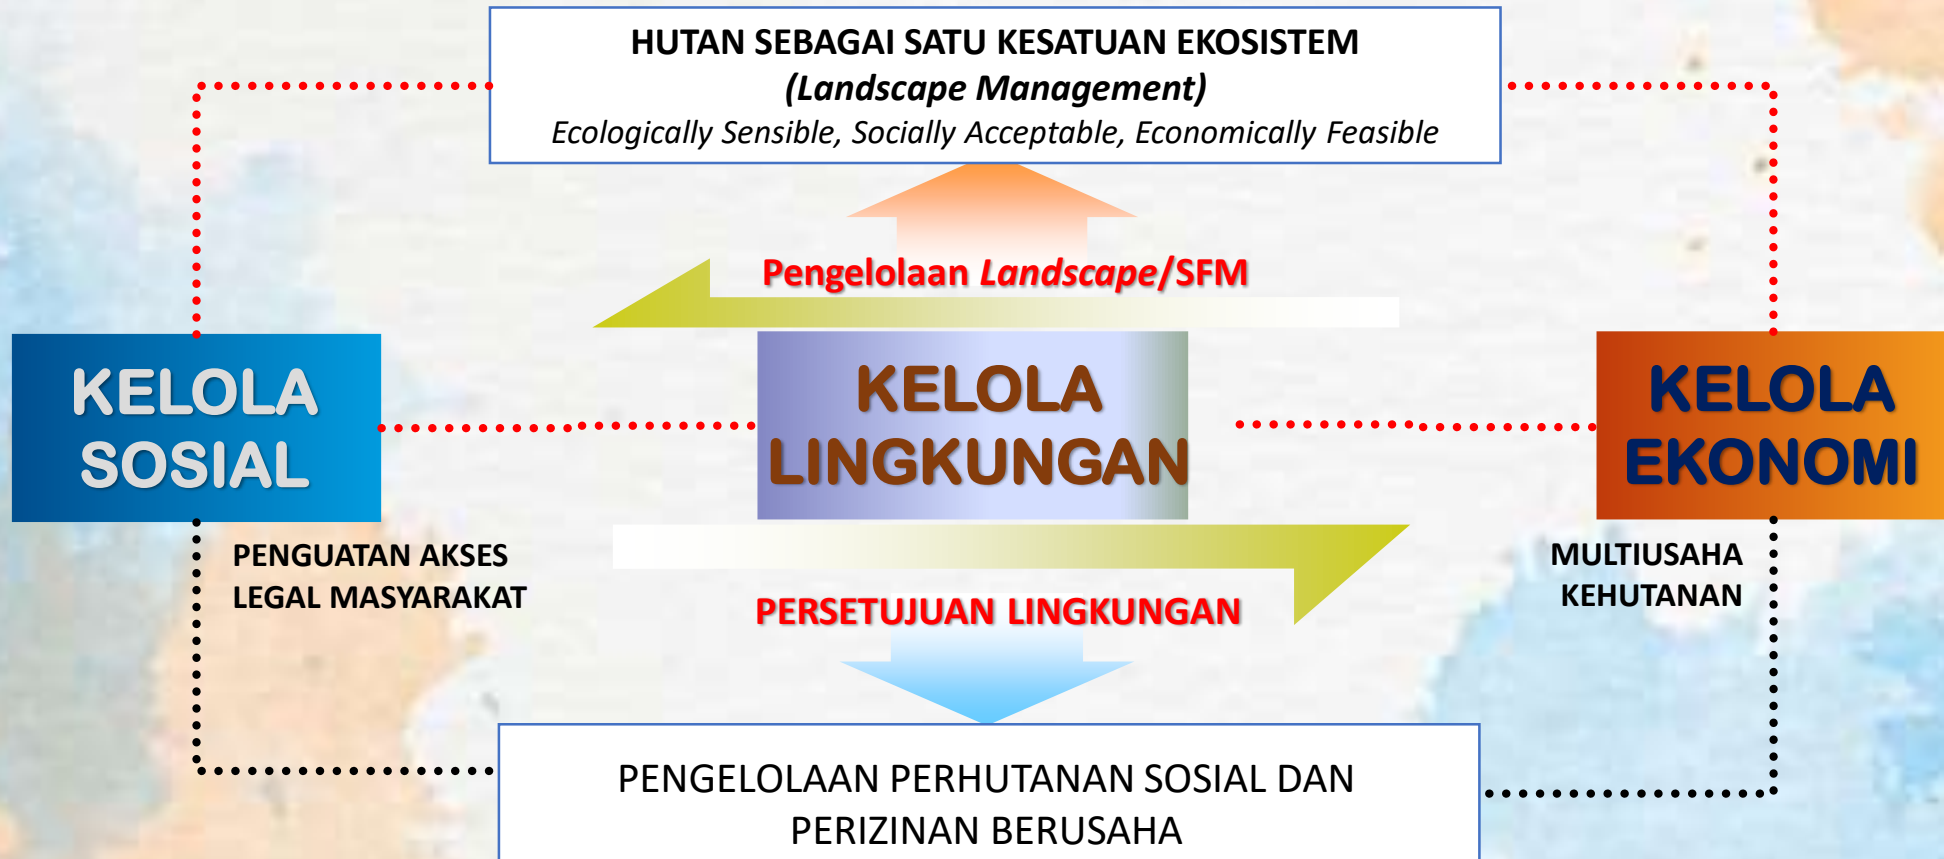 HUTAN SEBAGAI SATU KESATUAN EKOSISTEM
(Landscape Management)
Ecologically Sensible, Socially Acceptable, Economically Feasible
Pengelolaan Landscape/SFM
KELOLA
SOSIAL
KELOLA
LINGKUNGAN
KELOLA
EKONOMI
PENGUATAN AKSES
LEGAL MASYARAKAT
MULTIUSAHA
KEHUTANAN
PERSETUJUAN LINGKUNGAN
PENGELOLAAN PERHUTANAN SOSIAL DAN
PERIZINAN BERUSAHA